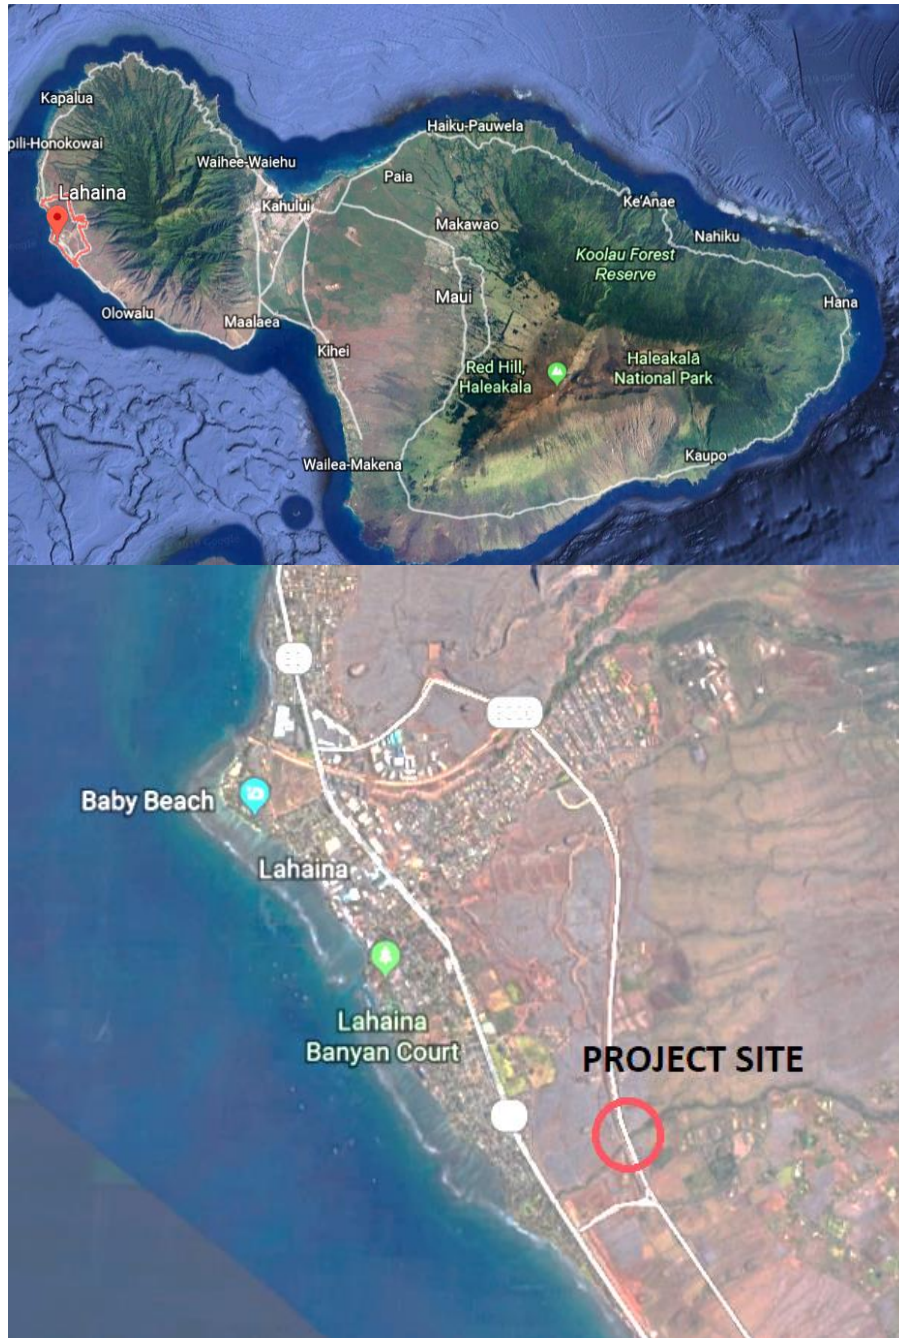 Kapalua
pili-Honokowai
Lahaina
Olowalu
Maalaea
Waihee-Waiehu
Kahului
Kihei
Wailea-Makena
Haiku-Pauwela
Paia
Makawao
Maui
Ke'Anae
Nahiku
Koolau Forest
Reserve
Hana
Red Hill,
Haleakala
Haleakalā
National Park
Kaupo
Baby Beach
Lahaina
Lahaina
Banyan Court
PROJECT SITE